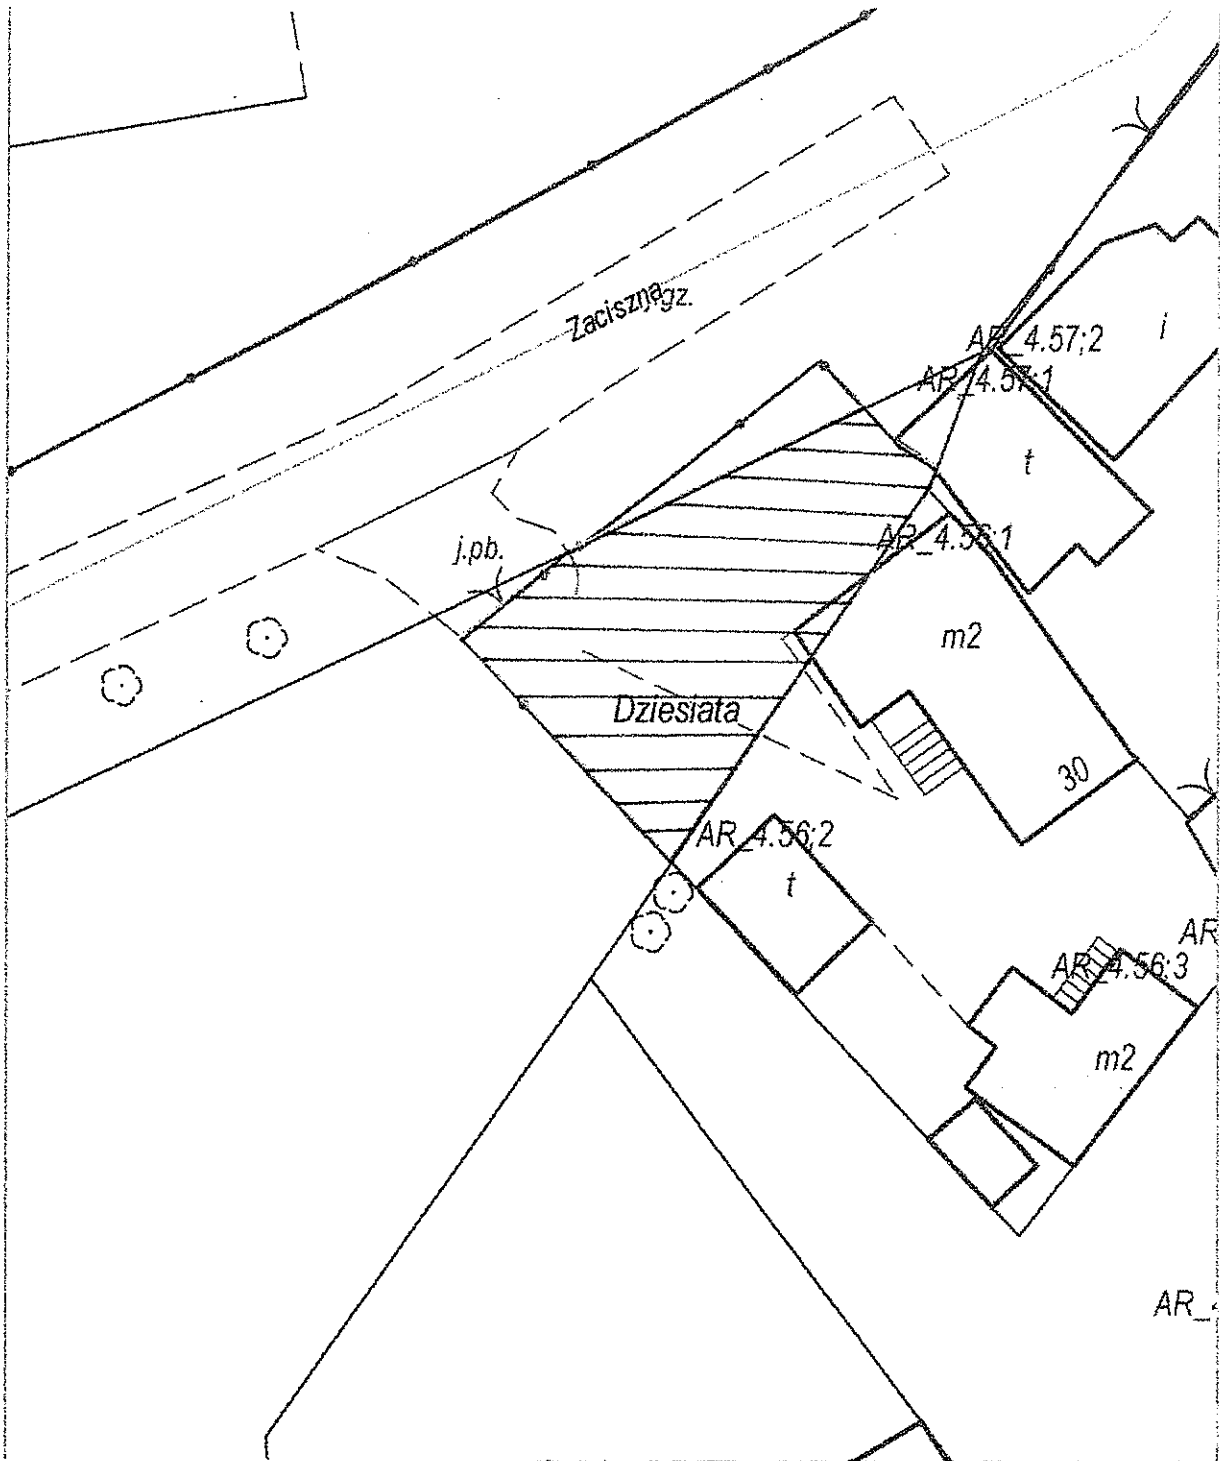 Zaciszna
gz.
AR_4.57;2
i
AR_4.57;1
t
AR_4.56;1
j.pb.
m2
Dziesiata
30
AR_4.56;2
t
AR
AR_4.56;3
m2
AR_